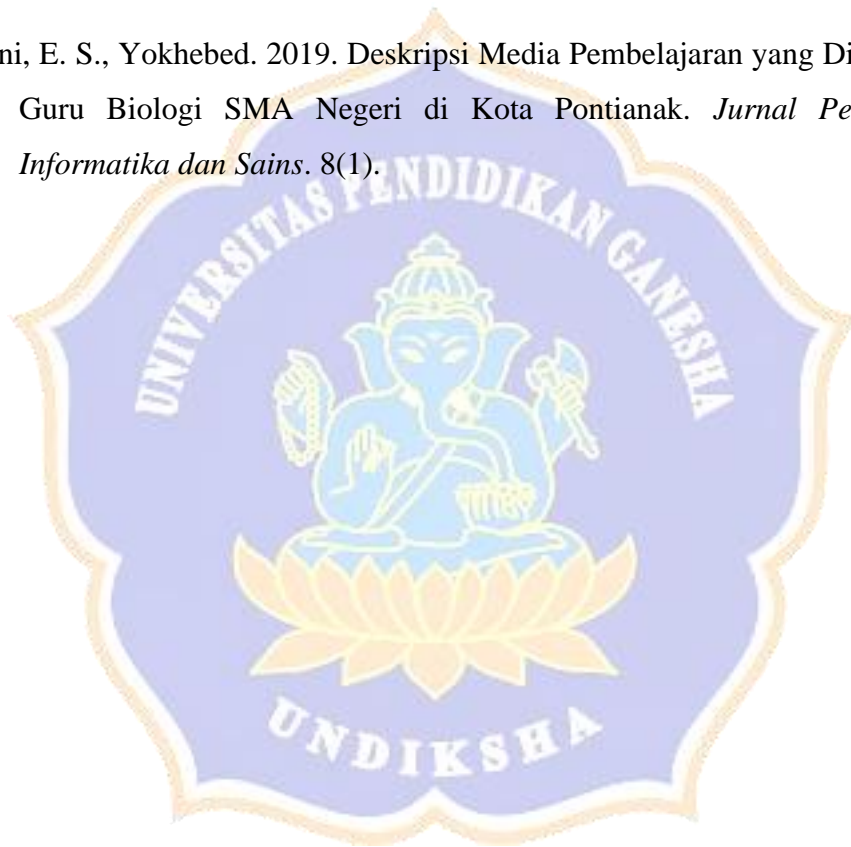 ni, E. S., Yokhebed. 2019. Deskripsi Media Pembelajaran yang Di
Guru Biologi SMA Negeri di Kota Pontianak. Jurnal Pe
Informatika dan Sains. 8(1).
UNIVERSITAS PENDIDIKAN GANESHA
UNDIKSHA